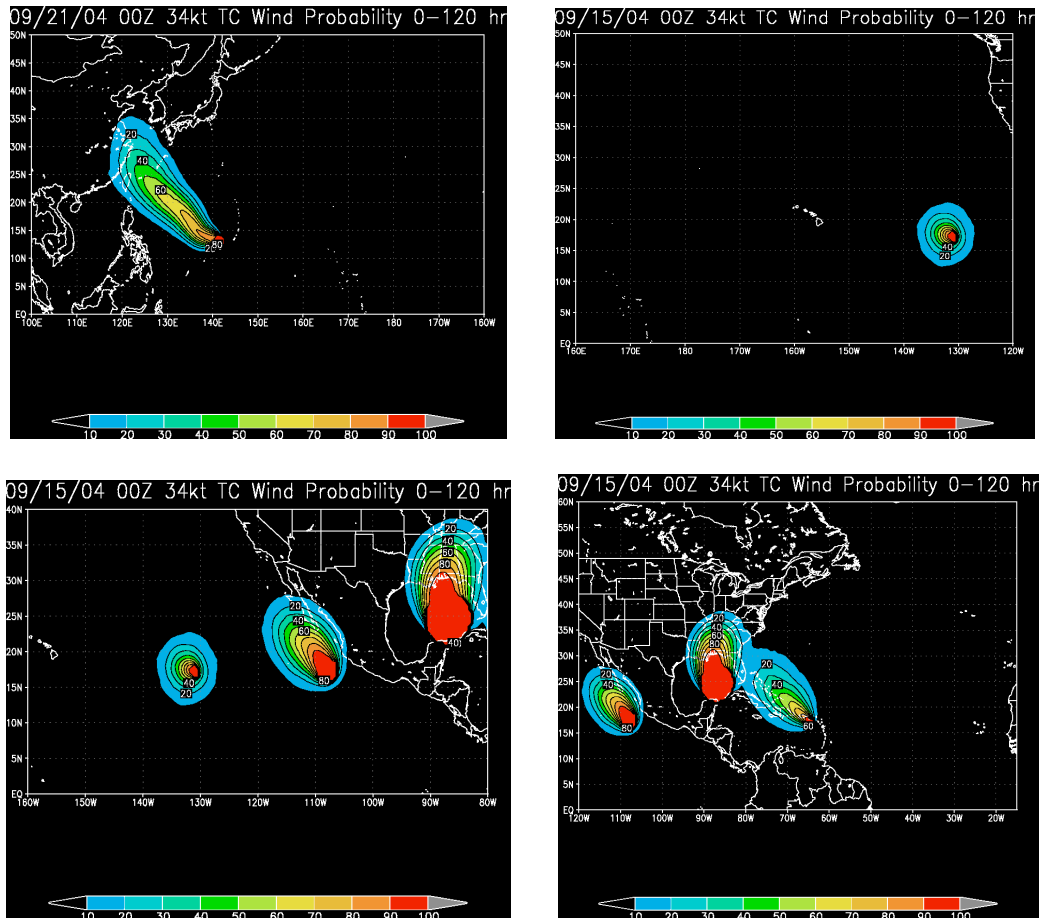 09/21/04 00Z 34kt TC Wind Probability 0-120 hr
50N
45N
40N
35N
30N
25N
20N
15N
10N
5N
EQ
20
40
60
80
100E 110E 120E 130E 140E 150E 160E 170E 180 170W 160W
10 20 30 40 50 60 70 80 90 100
09/15/04 00Z 34kt TC Wind Probability 0-120 hr
50N
45N
40N
35N
30N
25N
20N
15N
10N
5N
EQ
40
20
160E 170E 180 170W 160W 150W 140W 130W 120W
10 20 30 40 50 60 70 80 90 100
09/15/04 00Z 34kt TC Wind Probability 0-120 hr
40N
35N
30N
25N
20N
15N
10N
5N
EQ
20
40
60
80
40
20
40
60
80
40
20
160W 150W 140W 130W 120W 110W 100W 90W 80W
10 20 30 40 50 60 70 80 90 100
09/15/04 00Z 34kt TC Wind Probability 0-120 hr
60N
55N
50N
45N
40N
35N
30N
25N
20N
15N
10N
5N
EQ
20
40
60
80
20
40
60
20
40
80
120W 110W 100W 90W 80W 70W 60W 50W 40W 30W 20W
10 20 30 40 50 60 70 80 90 100